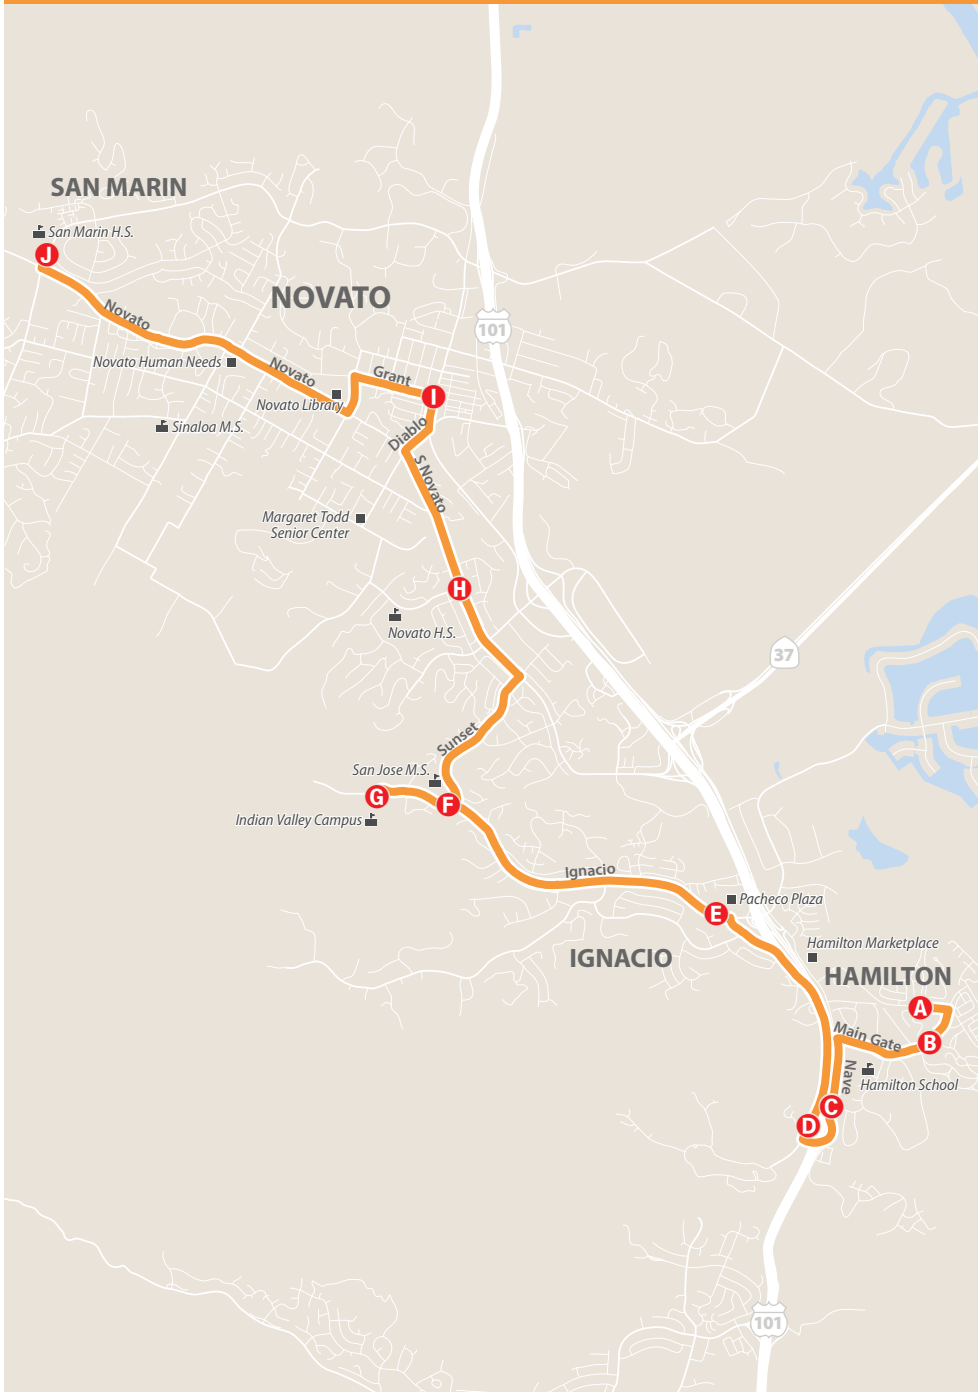 SAN MARIN
San Marin H.S.
J
NOVATO
Novato
101
Novato Human Needs
Novato
Grant
Novato Library
I
Sinaloa M.S.
Diablo
S Novato
Margaret Todd
Senior Center
H
Novato H.S.
37
Sunset
San Jose M.S.
G
F
Indian Valley Campus
Ignacio
E
Pacheco Plaza
Hamilton Marketplace
IGNACIO
HAMILTON
A
Main Gate
B
Nave
Hamilton School
C
D
101